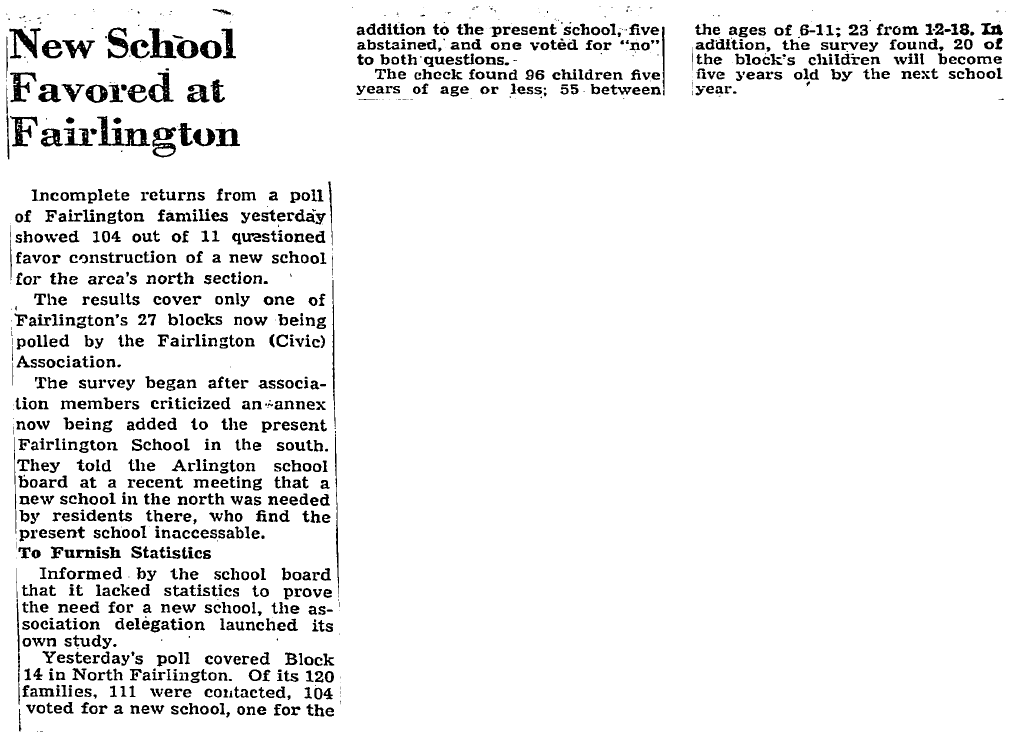 New School
Favored at
Fairlington
Incomplete returns from a poll
of Fairlington families yesterday
showed 104 out of 11 questioned
favor construction of a new school
for the area's north section.
The results cover only one of
Fairlington's 27 blocks now being
polled by the Fairlington (Civic)
Association.
The survey began after associa-
tion members criticized an annex
now being added to the present
Fairlington School in the south.
They told the Arlington school
board at a recent meeting that a
new school in the north was needed
by residents there, who find the
present school inaccessable.
To Furnish Statistics
Informed by the school board
that it lacked statistics to prove
the need for a new school, the as-
sociation delegation launched its
own study.
Yesterday's poll covered Block
14 in North Fairlington. Of its 120
families, 111 were contacted, 104
voted for a new school, one for the
addition to the present school, five
abstained, and one voted for "no"
to both questions.
The check found 96 children five
years of age or less; 55 between
the ages of 6-11; 23 from 12-18. In
addition, the survey found, 20 of
the block's children will become
five years old by the next school
year.